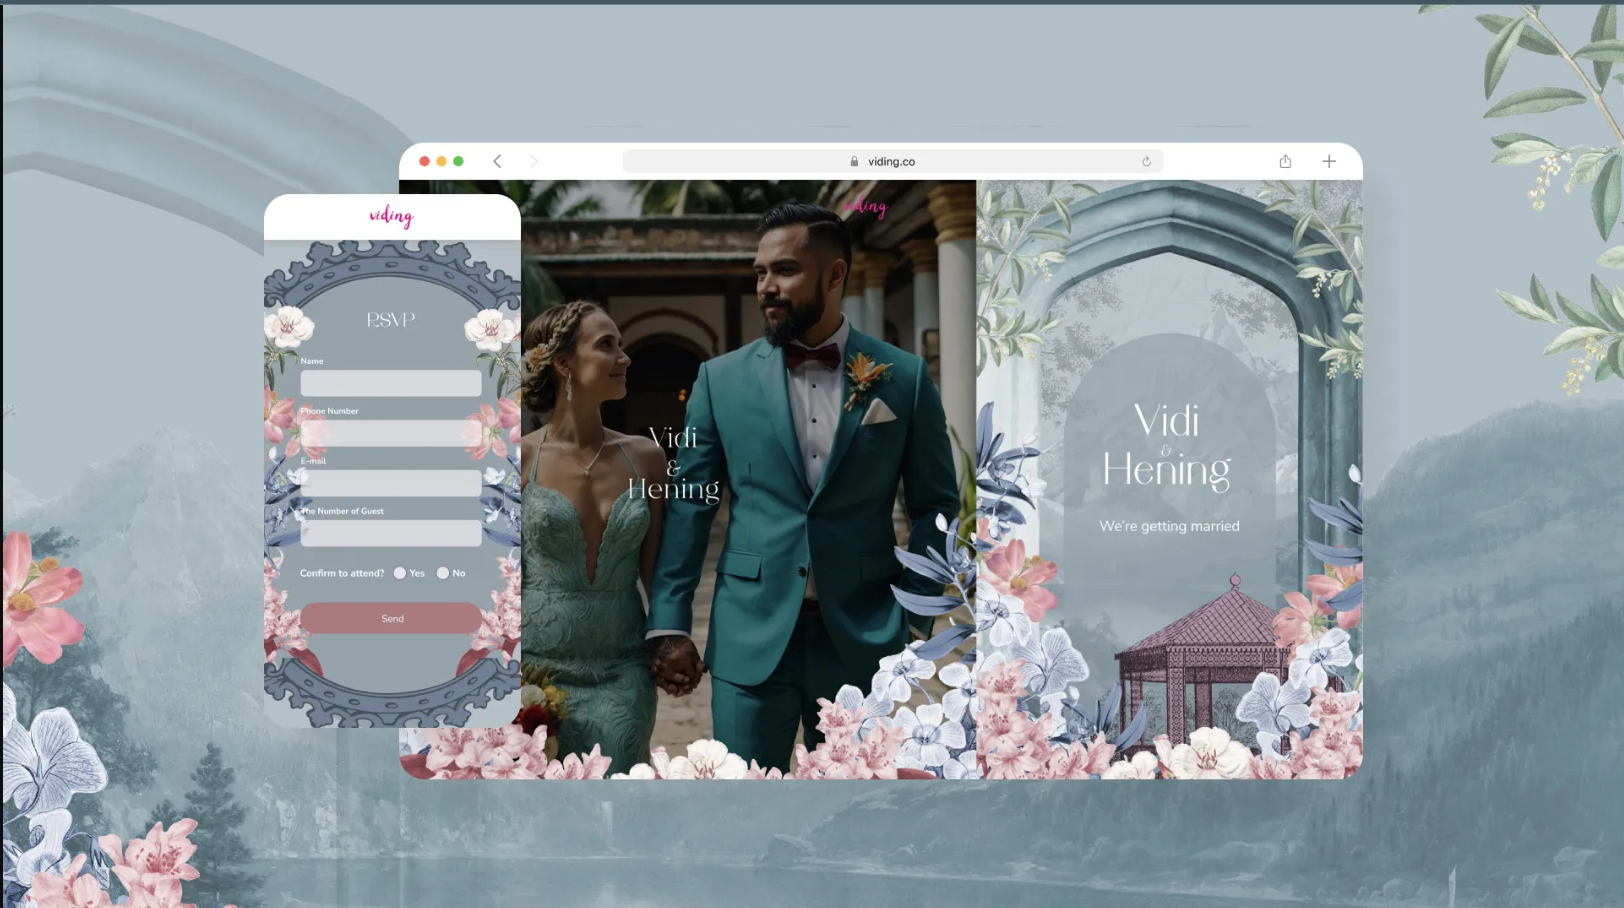 viding.co
viding
RSVP
Name
Phone Number
E-mail
The Number of Guest
Confirm to attend? Yes No
Send
viding
Vidi
&
Hening
Vidi
&
Hening
We're getting married